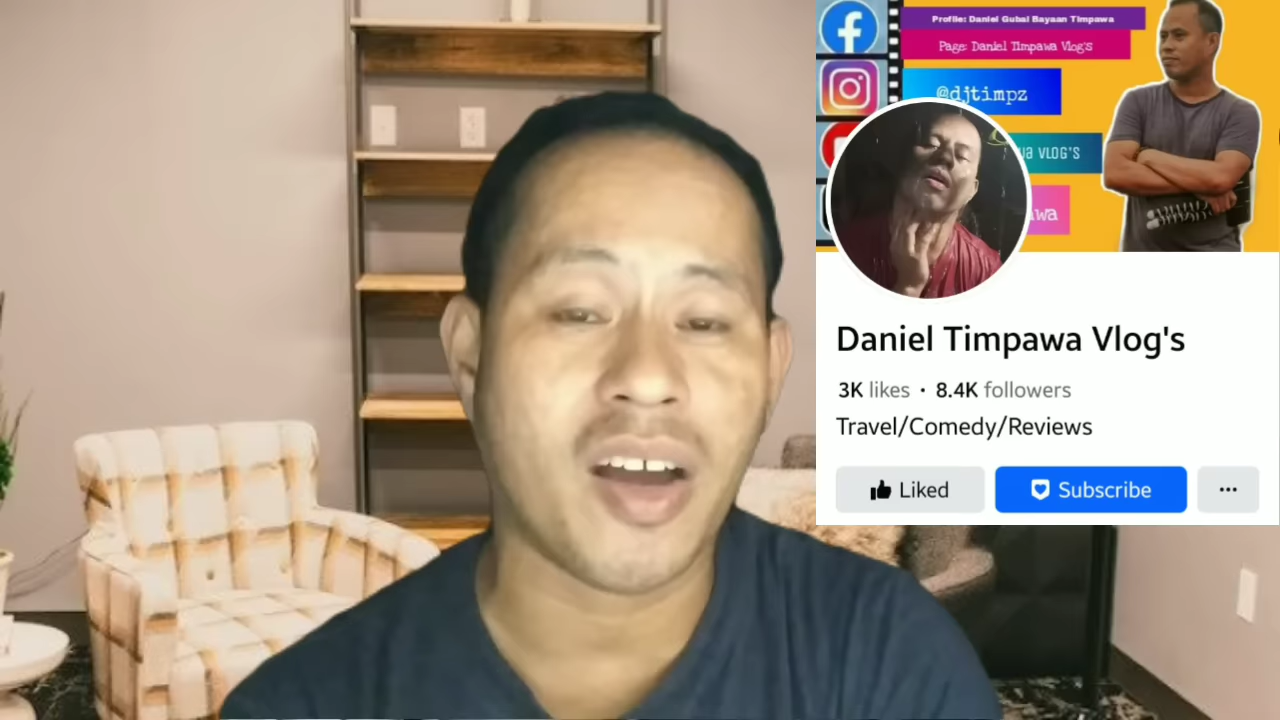 Profile: Daniel Gubal Bayaan Timpawa
Page: Daniel Timpawa Vlog's
@djtimpz
VLOG'S
Daniel Timpawa Vlog's
3K likes · 8.4K followers
Travel/Comedy/Reviews
Liked
Subscribe